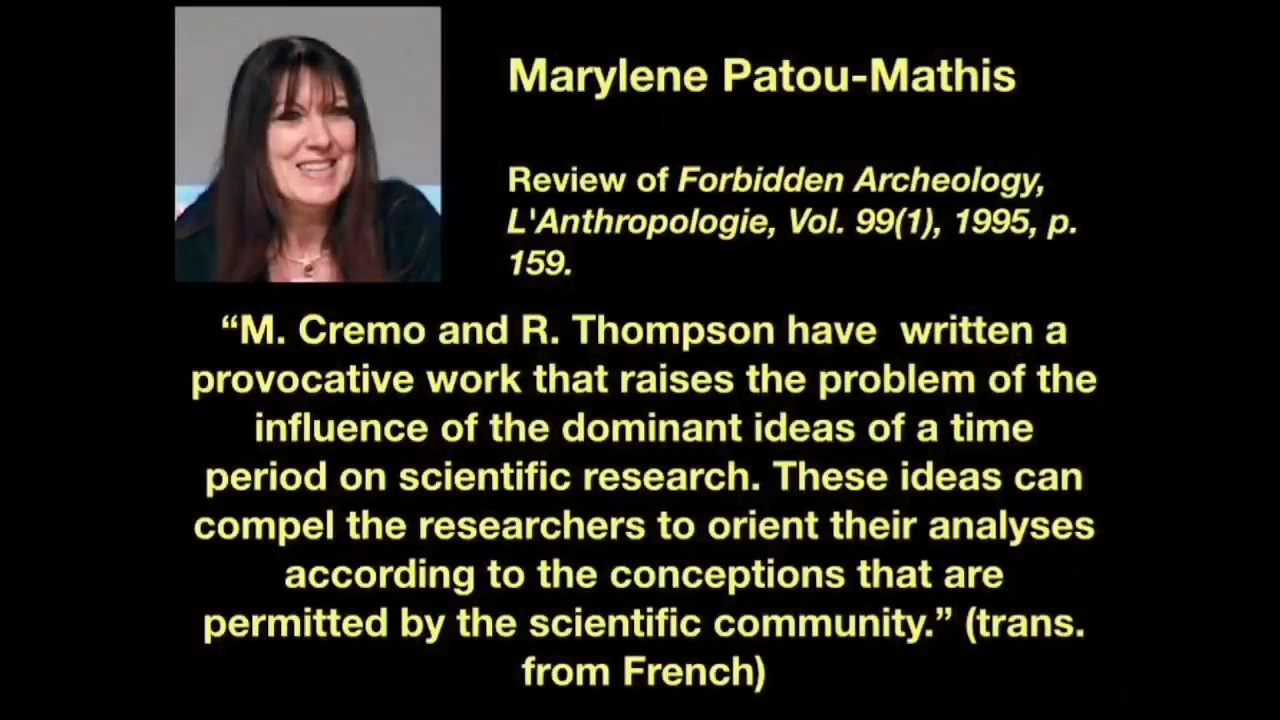 Marylene Patou-Mathis
Review of Forbidden Archeology,
L'Anthropologie, Vol. 99(1), 1995, p.
159.
“M. Cremo and R. Thompson have written a
provocative work that raises the problem of the
influence of the dominant ideas of a time
period on scientific research. These ideas can
compel the researchers to orient their analyses
according to the conceptions that are
permitted by the scientific community.” (trans.
from French)